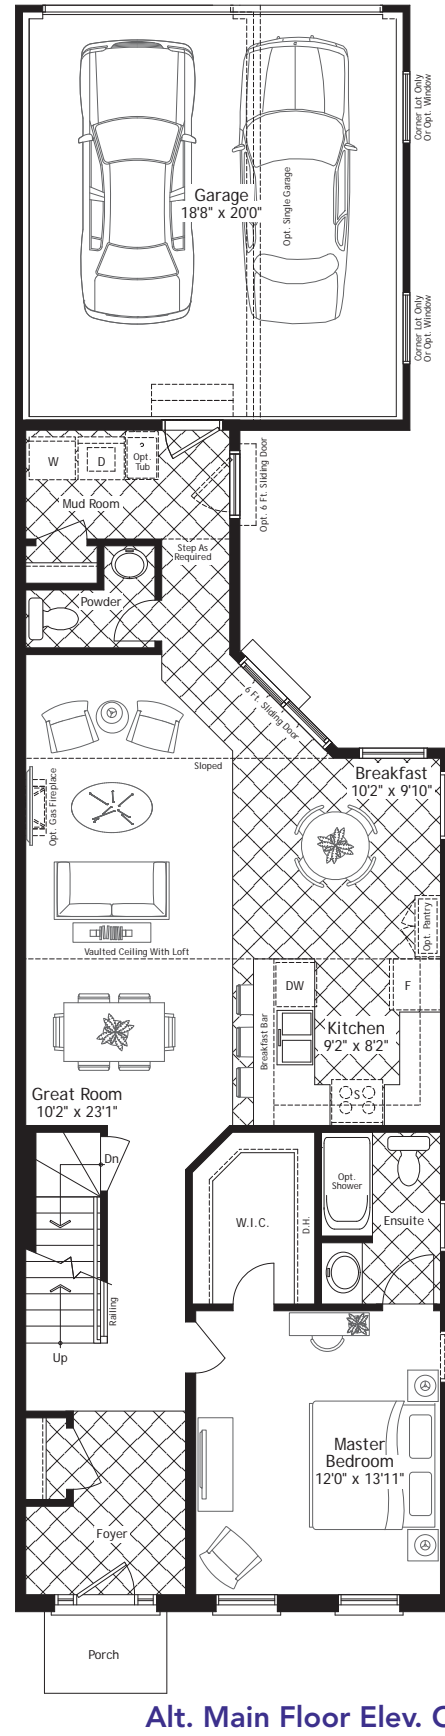 Corner Lot Only
Or Opt. Window
Garage
18'8" x 20'0"
Opt. Single Garage
Corner Lot Only
Or Opt. Window
W
D
Opt.
Tub
Opt. 6 Ft. Sliding Door
Mud Room
Step As
Required
Powder
6 Ft. Sliding Door
Sloped
Breakfast
10'2" x 9'10"
Opt. Gas Fireplace
Opt. Pantry
Vaulted Ceiling With Loft
DW
F
Breakfast Bar
Kitchen
9'2" x 8'2"
S
Great Room
10'2" x 23'1"
Dn
Opt.
Shower
W.I.C.
D.H.
Ensuite
Railing
Up
Master
Bedroom
12'0" x 13'11"
Foyer
Porch
Alt. Main Floor Elev. C